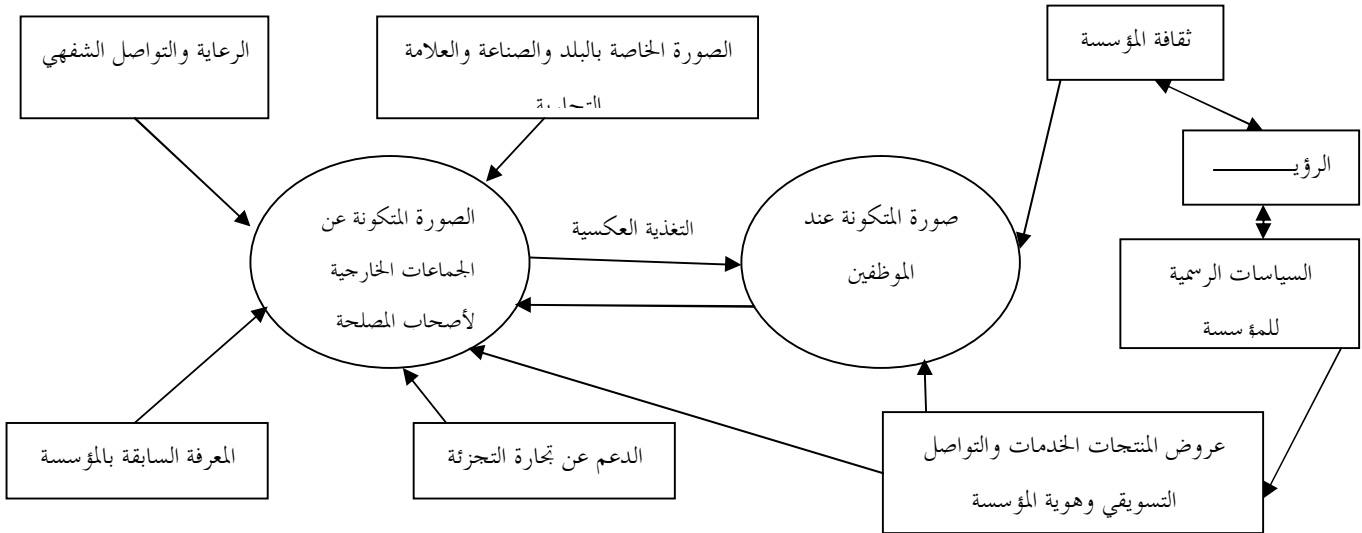 ثقافة المؤسسة
الصورة الخاصة بالبلد والصناعة والعلامة
التجارية
الرعاية والتواصل الشفهي
الرؤيـــــــــ
صورة المتكونة عند
الموظفين
التغذية العكسية
الصورة المتكونة عن
الجماعات الخارجية
لأصحاب المصلحة
السياسات الرسمية
للمؤسسة
عروض المنتجات الخدمات والتواصل
التسويقي وهوية المؤسسة
الدعم عن تجارة التجزئة
المعرفة السابقة بالمؤسسة